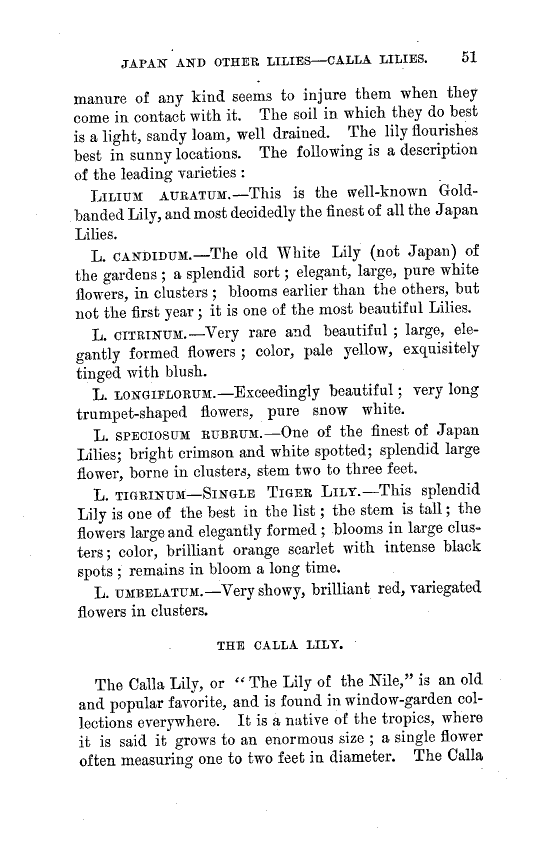 JAPAN AND OTHER LILIES—CALLA LILIES. 51
manure of any kind seems to injure them when they
come in contact with it. The soil in which they do best
is a light, sandy loam, well drained. The lily flourishes
best in sunny locations. The following is a description
of the leading varieties :
LILIUM AURATUM.—This is the well-known Gold-
banded Lily, and most decidedly the finest of all the Japan
Lilies.
L. CANDIDUM.—The old White Lily (not Japan) of
the gardens ; a splendid sort ; elegant, large, pure white
flowers, in clusters ; blooms earlier than the others, but
not the first year ; it is one of the most beautiful Lilies.
L. CITRINUM.—Very rare and beautiful ; large, ele-
gantly formed flowers ; color, pale yellow, exquisitely
tinged with blush.
L. LONGIFLORUM.—Exceedingly beautiful ; very long
trumpet-shaped flowers, pure snow white.
L. SPECIOSUM RUBRUM.—One of the finest of Japan
Lilies; bright crimson and white spotted; splendid large
flower, borne in clusters, stem two to three feet.
L. TIGRINUM—SINGLE TIGER LILY.—This splendid
Lily is one of the best in the list ; the stem is tall ; the
flowers large and elegantly formed ; blooms in large clus-
ters ; color, brilliant orange scarlet with intense black
spots ; remains in bloom a long time.
L. UMBELATUM.—Very showy, brilliant red, variegated
flowers in clusters.
THE CALLA LILY.
The Calla Lily, or “ The Lily of the Nile,” is an old
and popular favorite, and is found in window-garden col-
lections everywhere. It is a native of the tropics, where
it is said it grows to an enormous size ; a single flower
often measuring one to two feet in diameter. The Calla